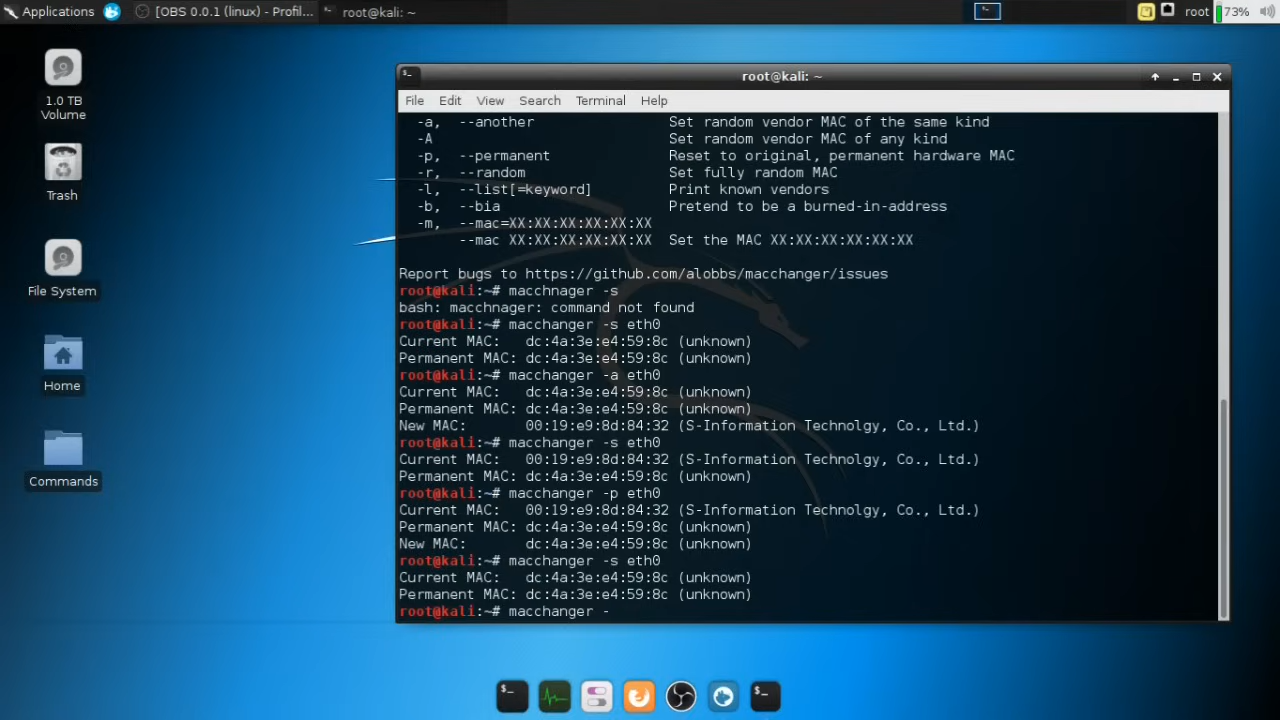 Applications
[OBS 0.0.1 (linux) - Profil...
root@kali: ~
root
73%
1.0 TB
Volume
Trash
File System
Home
Commands
root@kali: ~
File Edit View Search Terminal Help
-a, --another Set random vendor MAC of the same kind
-A Set random vendor MAC of any kind
-p, --permanent Reset to original, permanent hardware MAC
-r, --random Set fully random MAC
-l, --list[=keyword] Print known vendors
-b, --bia Pretend to be a burned-in-address
-m, --mac=XX:XX:XX:XX:XX:XX
--mac XX:XX:XX:XX:XX:XX Set the MAC XX:XX:XX:XX:XX:XX
Report bugs to https://github.com/alobbs/macchanger/issues
root@kali:~# macchnager -s
bash: macchnager: command not found
root@kali:~# macchanger -s eth0
Current MAC: dc:4a:3e:e4:59:8c (unknown)
Permanent MAC: dc:4a:3e:e4:59:8c (unknown)
root@kali:~# macchanger -a eth0
Current MAC: dc:4a:3e:e4:59:8c (unknown)
Permanent MAC: dc:4a:3e:e4:59:8c (unknown)
New MAC: 00:19:e9:8d:84:32 (S-Information Technolgy, Co., Ltd.)
root@kali:~# macchanger -s eth0
Current MAC: 00:19:e9:8d:84:32 (S-Information Technolgy, Co., Ltd.)
Permanent MAC: dc:4a:3e:e4:59:8c (unknown)
root@kali:~# macchanger -p eth0
Current MAC: 00:19:e9:8d:84:32 (S-Information Technolgy, Co., Ltd.)
Permanent MAC: dc:4a:3e:e4:59:8c (unknown)
New MAC: dc:4a:3e:e4:59:8c (unknown)
root@kali:~# macchanger -s eth0
Current MAC: dc:4a:3e:e4:59:8c (unknown)
Permanent MAC: dc:4a:3e:e4:59:8c (unknown)
root@kali:~# macchanger -